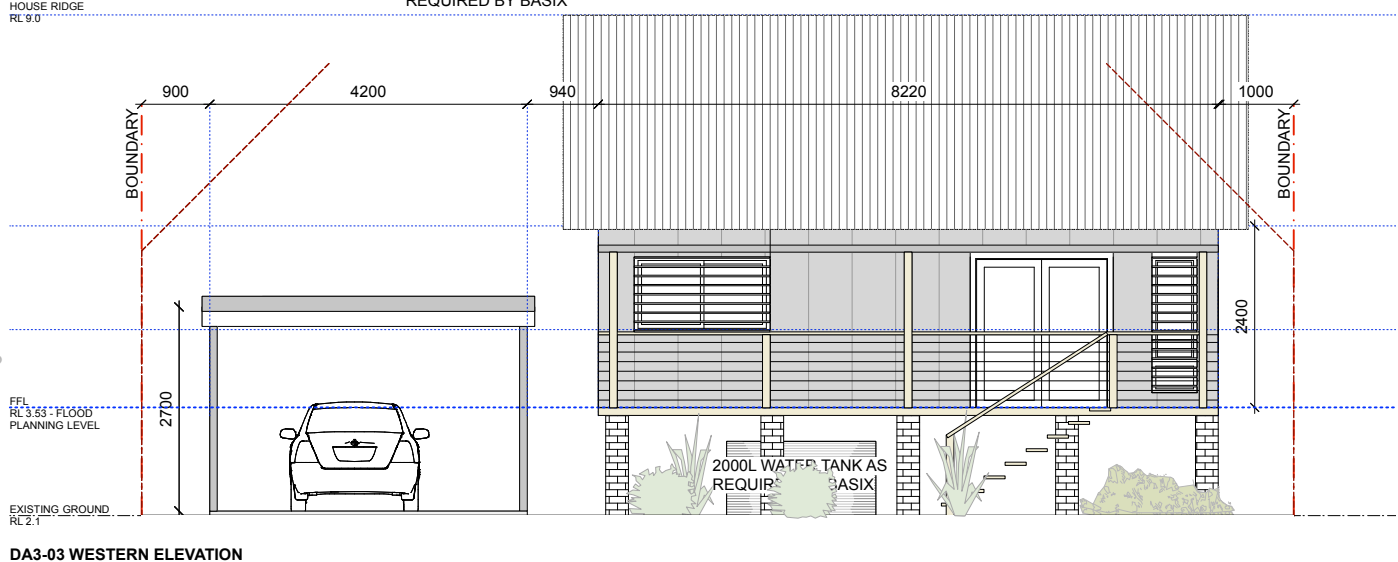 REQUIRED BY BASIX
HOUSE RIDGE
RL 9.0
900
4200
940
8220
1000
BOUNDARY
BOUNDARY
2400
2700
FFL
RL 3.53 - FLOOD
PLANNING LEVEL
2000L WATER TANK AS
REQUIR BASIX
EXISTING GROUND
RL 2.1
DA3-03 WESTERN ELEVATION